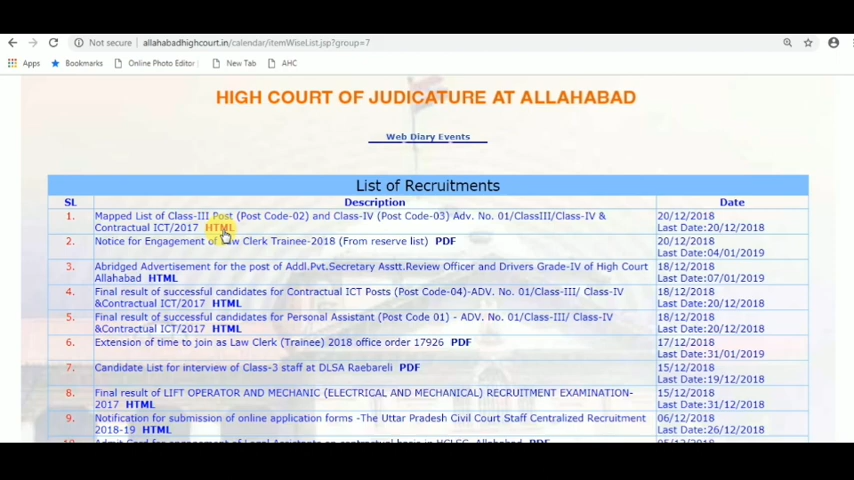 Not secure | allahabadhighcourt.in/calendar/itemWiseList.jsp?group=7
Apps Bookmarks Online Photo Editor New Tab AHC
HIGH COURT OF JUDICATURE AT ALLAHABAD
Web Diary Events
List of Recruitments
SL Description Date
1. Mapped List of Class-III Post (Post Code-02) and Class-IV (Post Code-03) Adv. No. 01/ClassIII/Class-IV & 20/12/2018
Contractual ICT/2017 HTML Last Date:20/12/2018
2. Notice for Engagement of Law Clerk Trainee-2018 (From reserve list) PDF 20/12/2018
Last Date:04/01/2019
3. Abridged Advertisement for the post of Addl.Pvt.Secretary Asstt.Review Officer and Drivers Grade-IV of High Court 18/12/2018
Allahabad HTML Last Date:07/01/2019
4. Final result of successful candidates for Contractual ICT Posts (Post Code-04)-ADV. No. 01/Class-III/ Class-IV 18/12/2018
&Contractual ICT/2017 HTML Last Date:20/12/2018
5. Final result of successful candidates for Personal Assistant (Post Code 01) - ADV. No. 01/Class-III/ Class-IV 18/12/2018
&Contractual ICT/2017 HTML Last Date:20/12/2018
6. Extension of time to join as Law Clerk (Trainee) 2018 office order 17926 PDF 17/12/2018
Last Date:31/01/2019
7. Candidate List for interview of Class-3 staff at DLSA Raebareli PDF 15/12/2018
Last Date:19/12/2018
8. Final result of LIFT OPERATOR AND MECHANIC (ELECTRICAL AND MECHANICAL) RECRUITMENT EXAMINATION- 15/12/2018
2017 HTML Last Date:31/12/2018
9. Notification for submission of online application forms -The Uttar Pradesh Civil Court Staff Centralized Recruitment 06/12/2018
2018-19 HTML Last Date:26/12/2018
Admit Card for engagement of Legal Assistants on contractual basis in HCLSC, Allahabad PDF